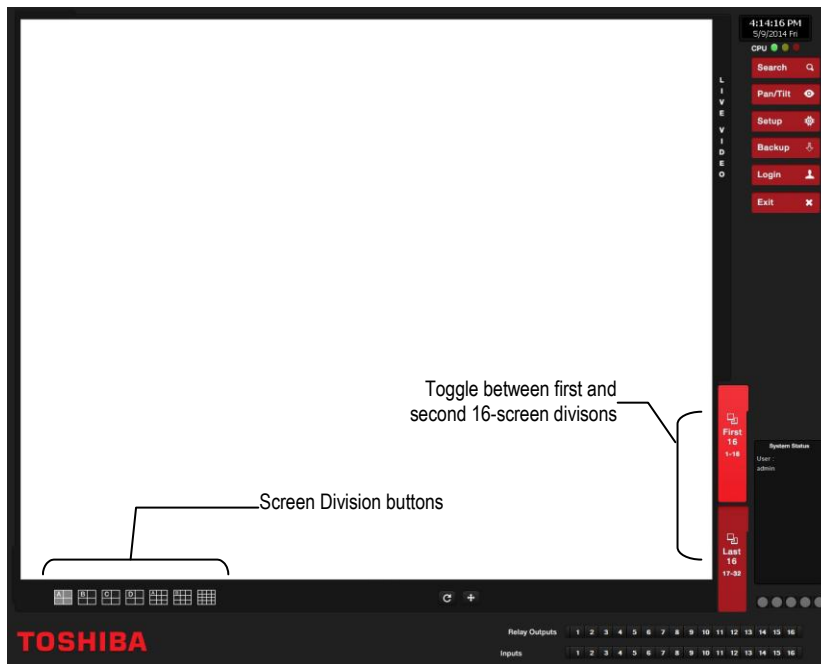 4:14:16 PM
5/9/2014 Fri
CPU
Search
Pan/Tilt
Setup
Backup
Login
Exit
LIVE VIDEO
Toggle between first and
second 16-screen divisons
First
16
1-16
System Status
User :
admin
Screen Division buttons
Last
16
17-32
A B C D A B
TOSHIBA
Relay Outputs 1 2 3 4 5 6 7 8 9 10 11 12 13 14 15 16
Inputs 1 2 3 4 5 6 7 8 9 10 11 12 13 14 15 16